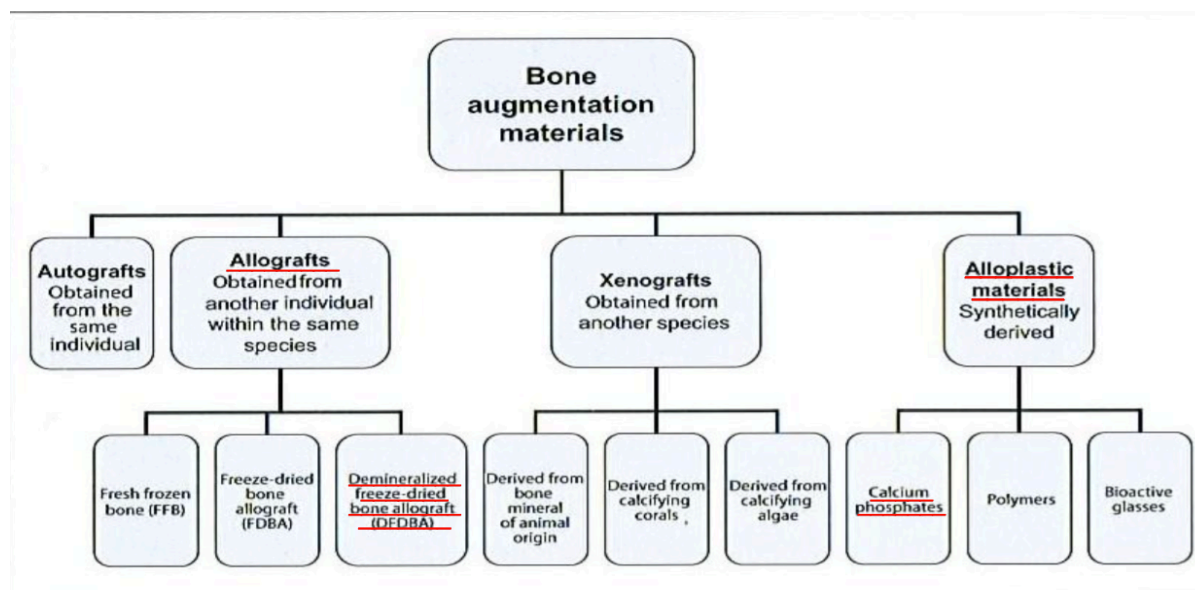 Bone
augmentation
materials
Autografts
Obtained
from the
same
individual
Allografts
Obtained from
another individual
within the same
species
Xenografts
Obtained from
another species
Alloplastic
materials
Synthetically
derived
Fresh frozen
bone (FFB)
Freeze-dried
bone
allograft
(FDBA)
Demineralized
freeze-dried
bone allograft
(DFDBA)
Derived from
bone
mineral
of animal
origin
Derived from
calcifying
corals
Derived from
calcifying
algae
Calcium
phosphates
Polymers
Bioactive
glasses